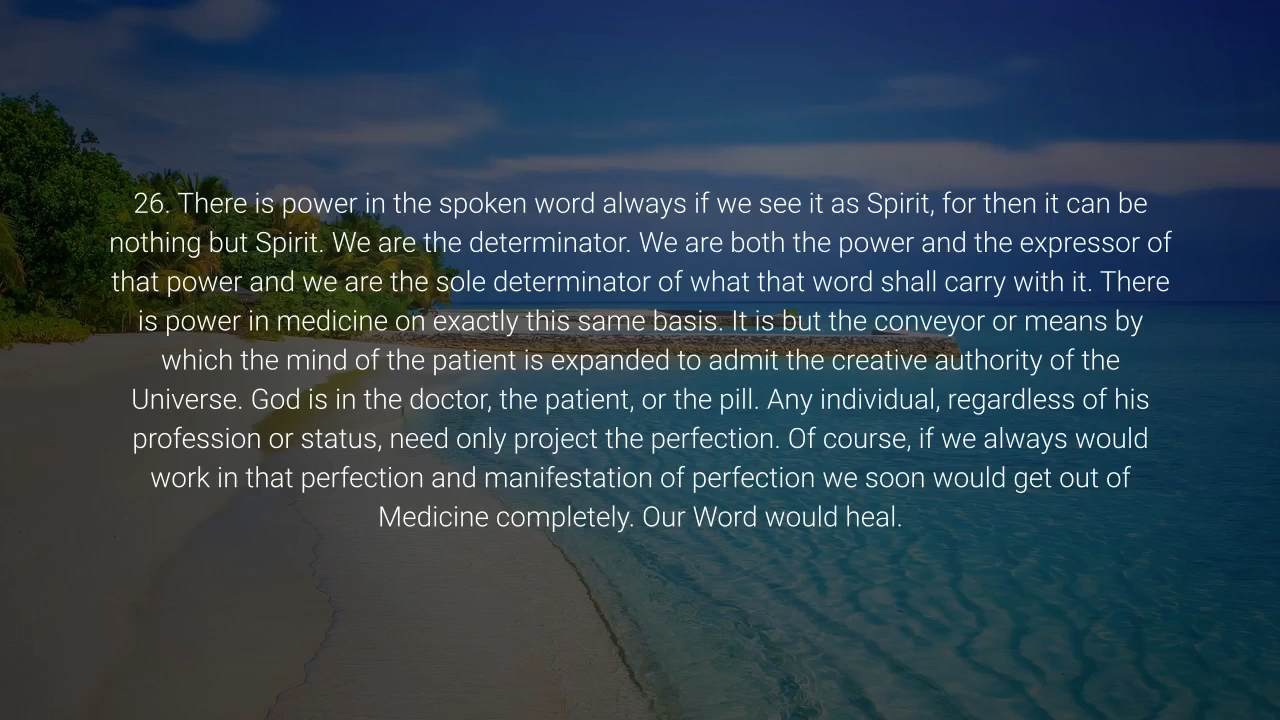 26. There is power in the spoken word always if we see it as Spirit, for then it can be
nothing but Spirit. We are the determinator. We are both the power and the expressor of
that power and we are the sole determinator of what that word shall carry with it. There
is power in medicine on exactly this same basis. It is but the conveyor or means by
which the mind of the patient is expanded to admit the creative authority of the
Universe. God is in the doctor, the patient, or the pill. Any individual, regardless of his
profession or status, need only project the perfection. Of course, if we always would
work in that perfection and manifestation of perfection we soon would get out of
Medicine completely. Our Word would heal.